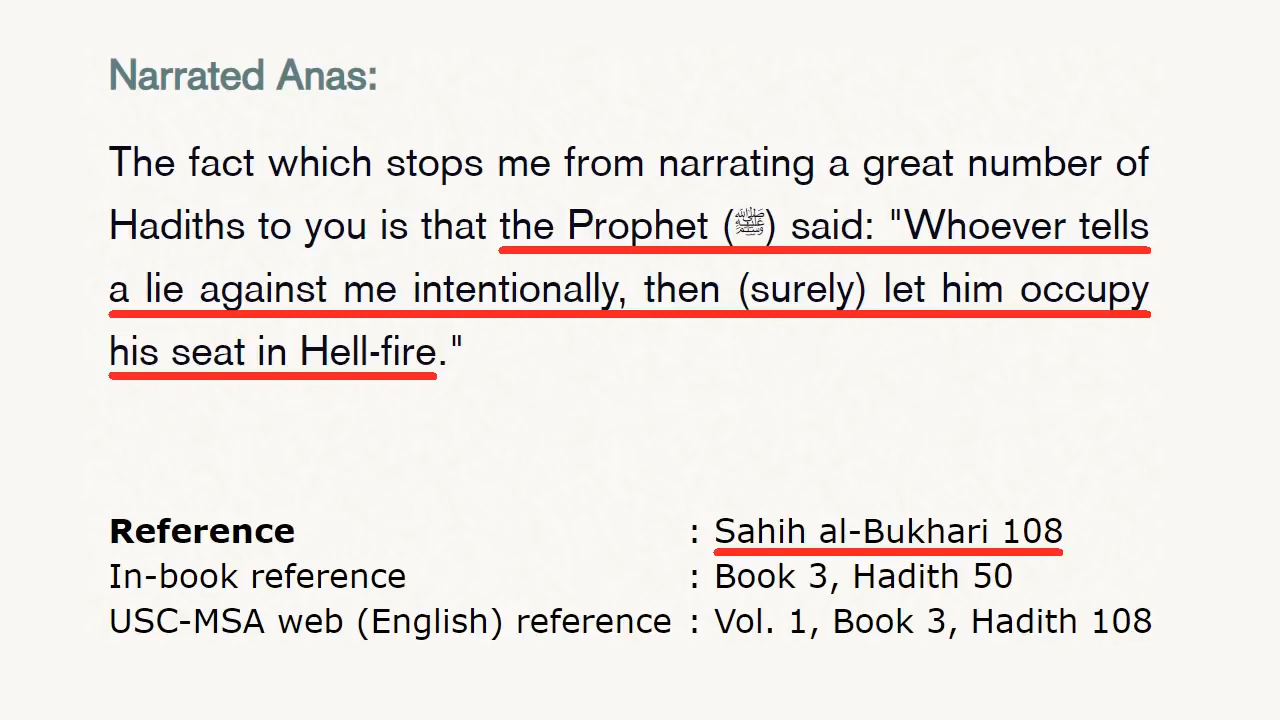 Narrated Anas:
The fact which stops me from narrating a great number of
Hadiths to you is that the Prophet (ﷺ) said: "Whoever tells
a lie against me intentionally, then (surely) let him occupy
his seat in Hell-fire."
Reference : Sahih al-Bukhari 108
In-book reference : Book 3, Hadith 50
USC-MSA web (English) reference : Vol. 1, Book 3, Hadith 108